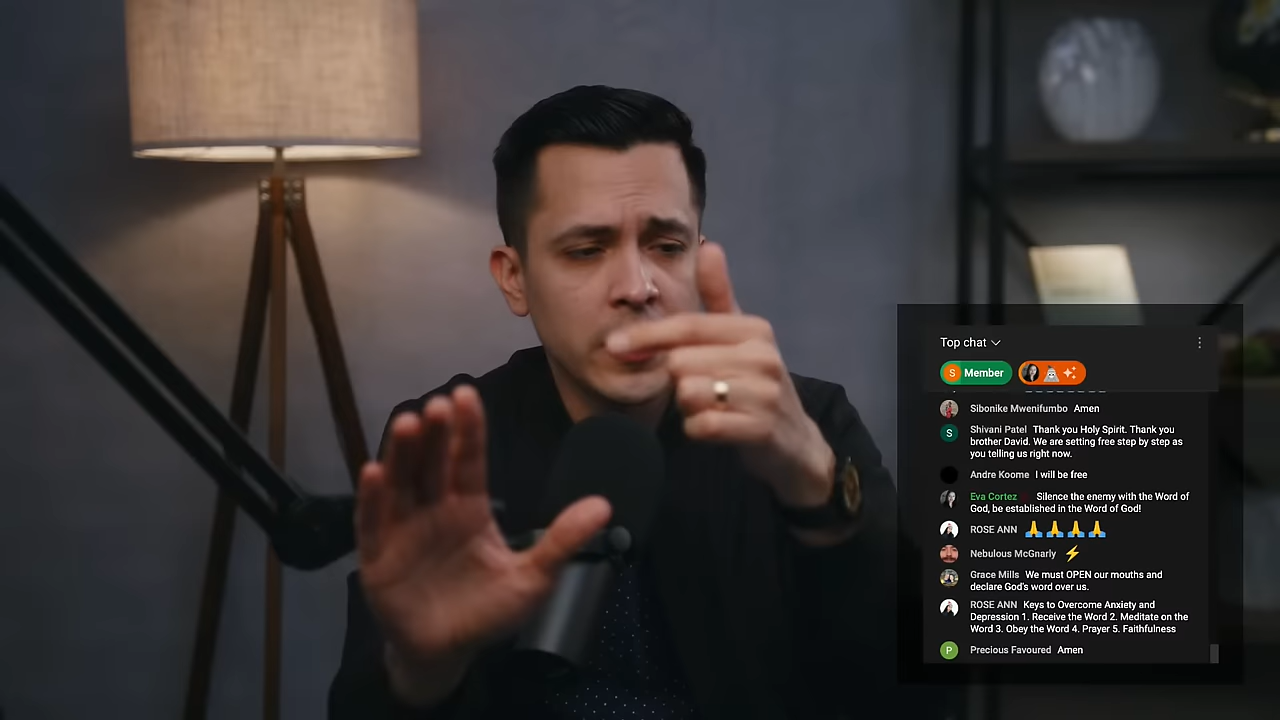 Top chat
S Member
Sibonike Mwenifumbo Amen
S Shivani Patel Thank you Holy Spirit. Thank you
brother David. We are setting free step by step as
you telling us right now.
Andre Koome I will be free
Eva Cortez Silence the enemy with the Word of
God, be established in the Word of God!
ROSE ANN 🙏🙏🙏🙏
Nebulous McGnarly ⚡
Grace Mills We must OPEN our mouths and
declare God's word over us.
ROSE ANN Keys to Overcome Anxiety and
Depression 1. Receive the Word 2. Meditate on the
Word 3. Obey the Word 4. Prayer 5. Faithfulness
P Precious Favoured Amen